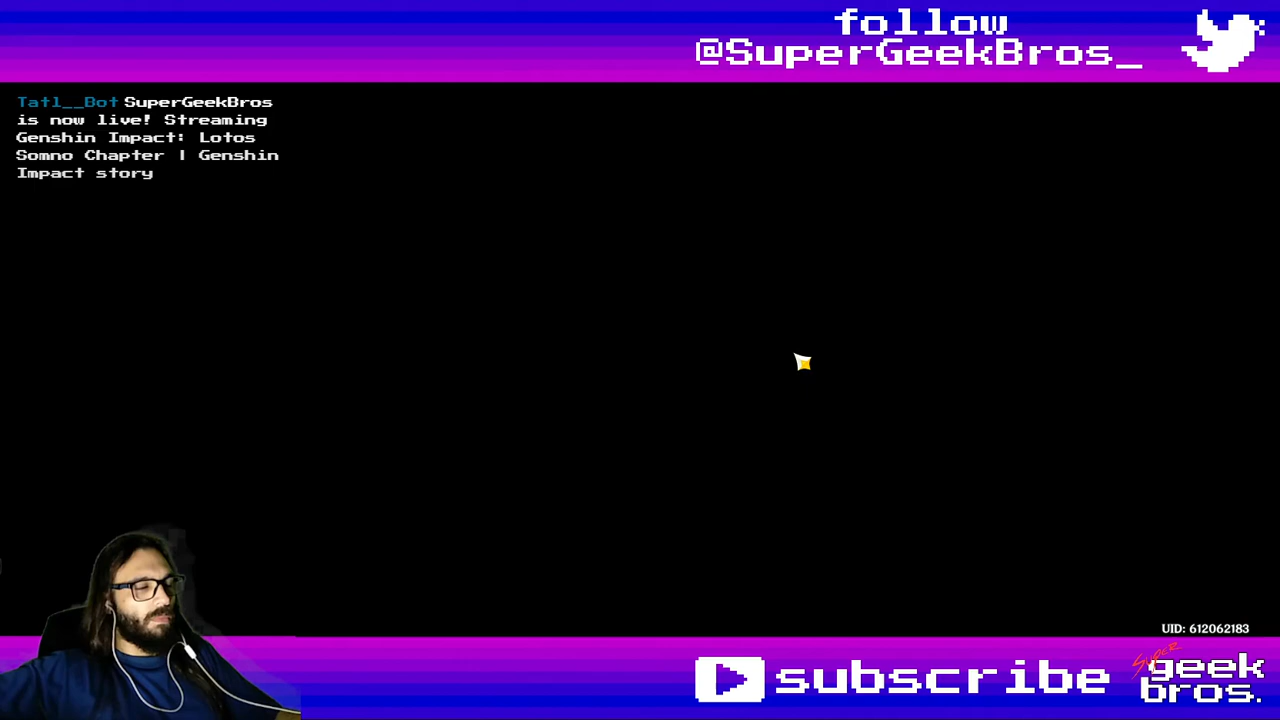 follow
@SuperGeekBros_
Tatl__Bot SuperGeekBros
is now live! Streaming
Genshin Impact: Lotos
Somno Chapter | Genshin
Impact story
UID: 612062183
subscribe
SUPER
geek
bros.